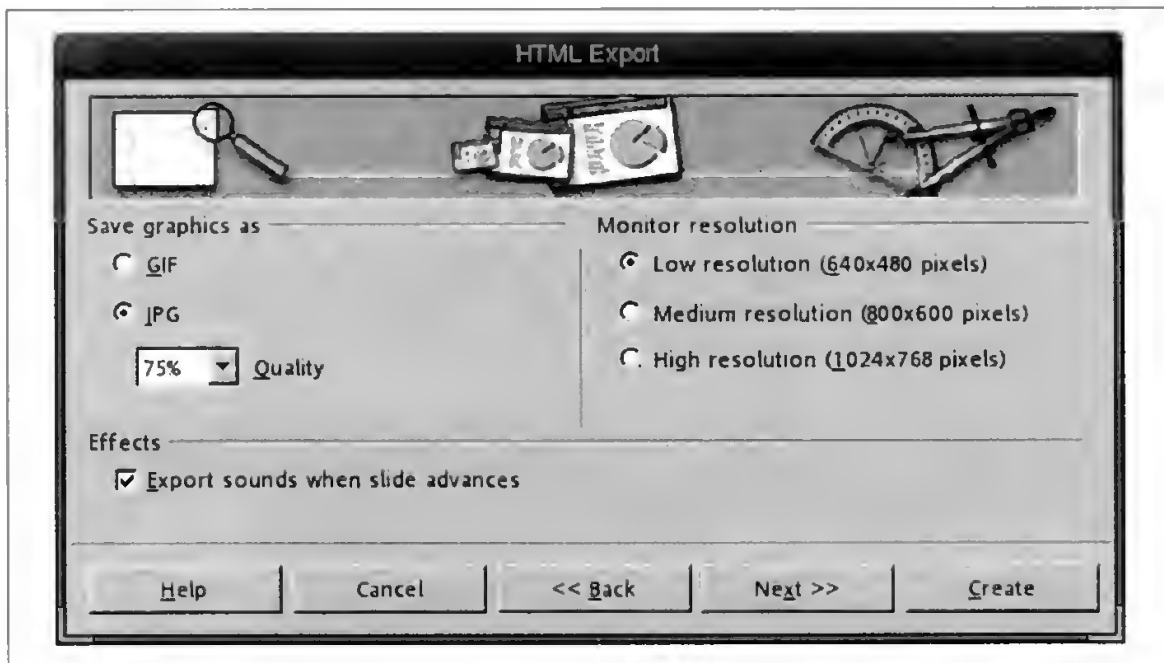 HTML Export
Save graphics as
GIF
JPG
75% Quality
Monitor resolution
Low resolution (640x480 pixels)
Medium resolution (800x600 pixels)
High resolution (1024x768 pixels)
Effects
Export sounds when slide advances
Help Cancel << Back Next >> Create